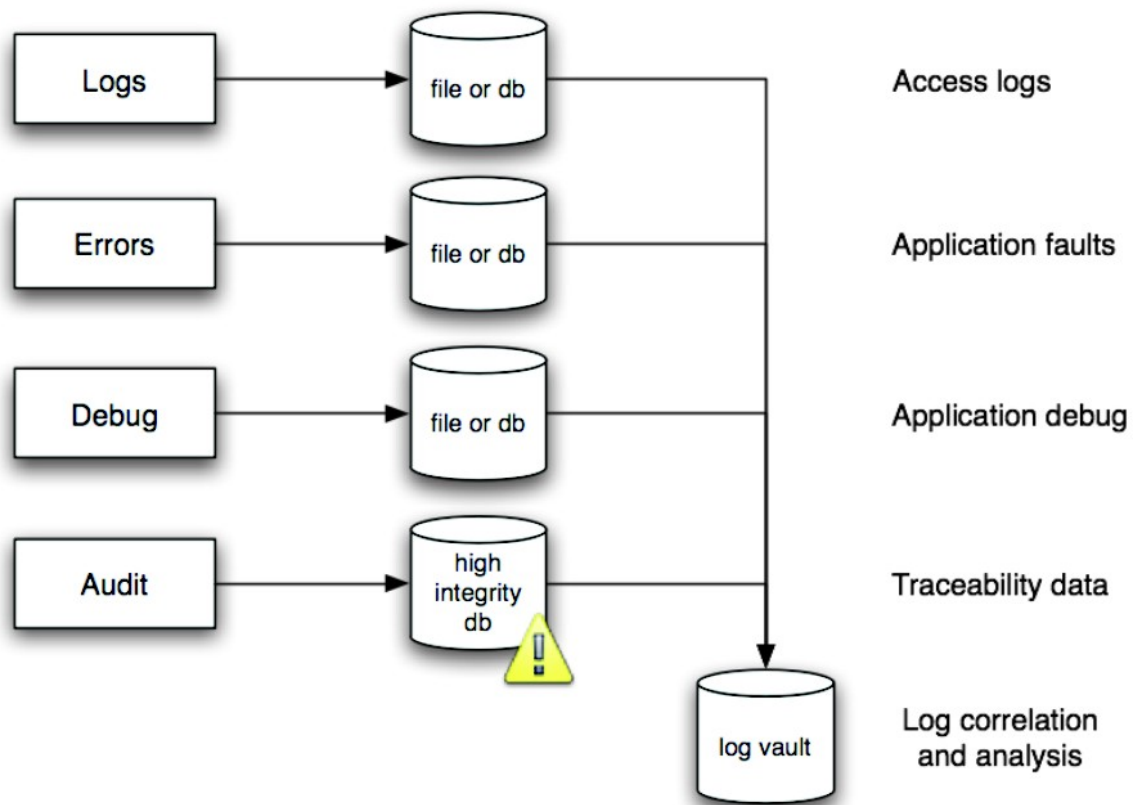 Logs
file or db
Access logs
Errors
file or db
Application faults
Debug
file or db
Application debug
Audit
high
integrity
db
Traceability data
log vault
Log correlation
and analysis